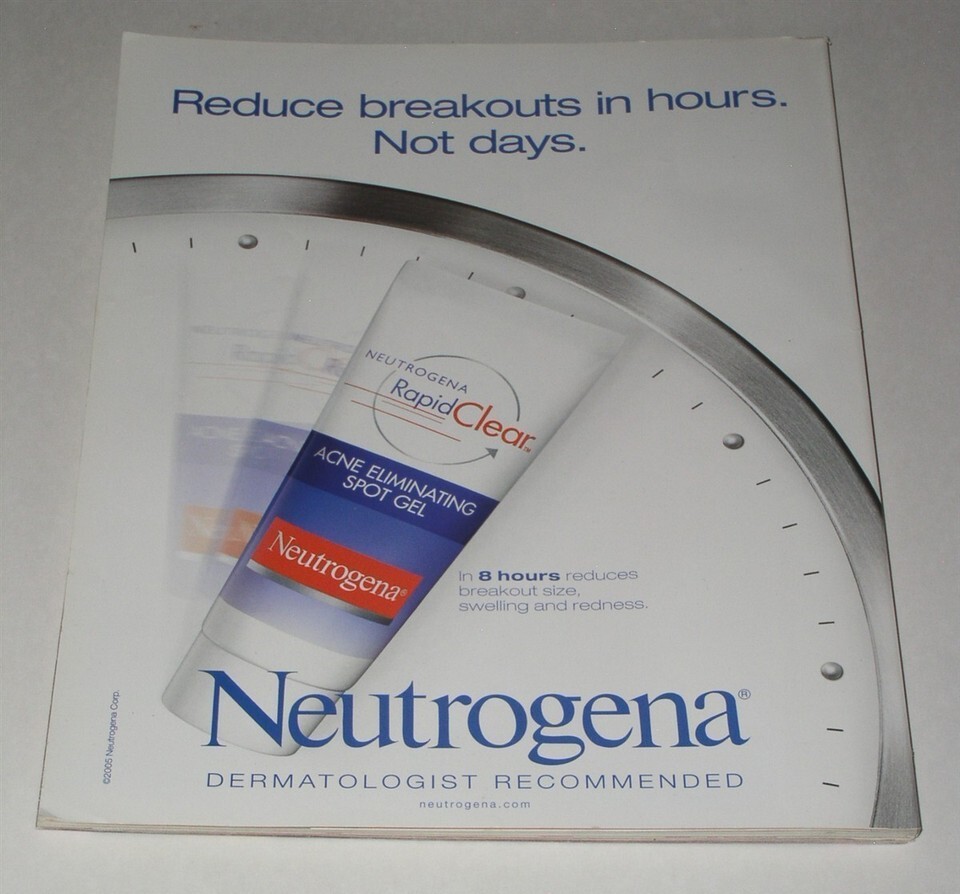 Reduce breakouts in hours.
Not days.
NEUTROGENA
RapidClear™
ACNE ELIMINATING
SPOT GEL
Neutrogena®
In 8 hours reduces
breakout size,
swelling and redness.
Neutrogena®
DERMATOLOGIST RECOMMENDED
neutrogena.com
©2005 Neutrogena Corp.